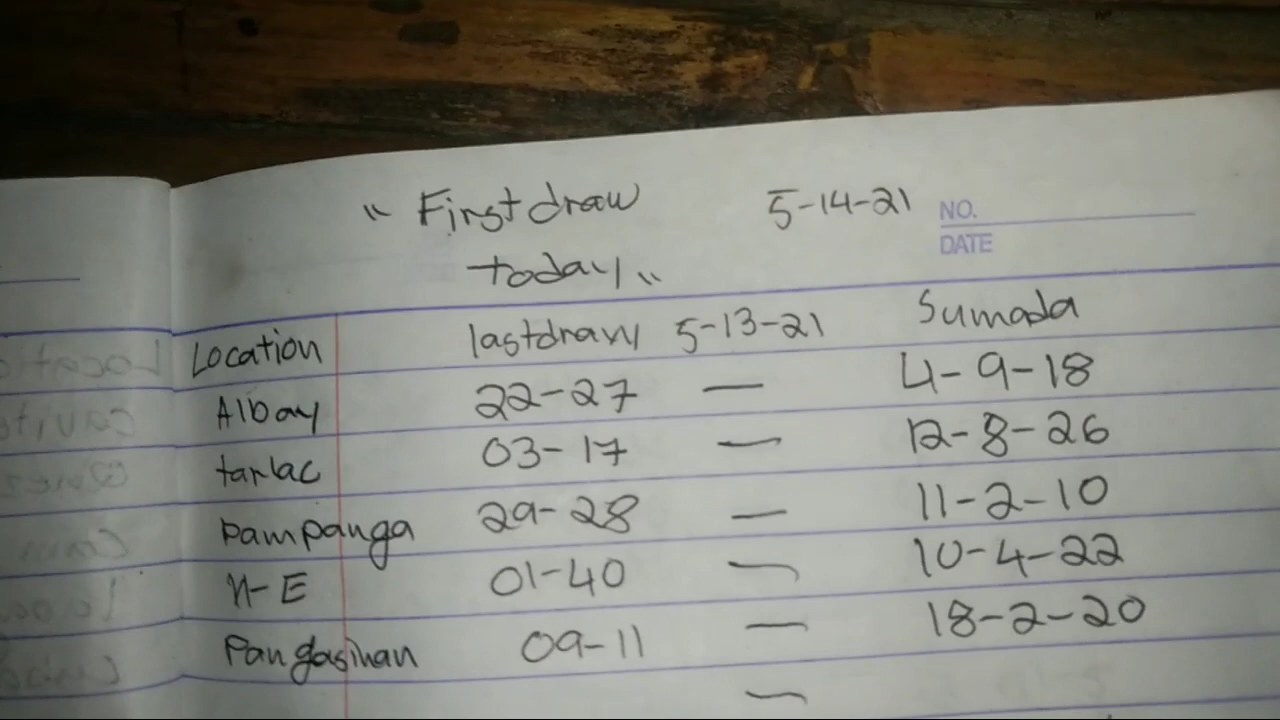 "First draw 5-14-21 NO.
today" DATE
Location lastdraw 5-13-21 Sumada
Albay 22-27 — 4-9-18
tarlac 03-17 — 12-8-26
pampanga 29-28 — 11-2-10
N-E 01-40 — 10-4-22
Pangasinan 09-11 — 18-2-20
—